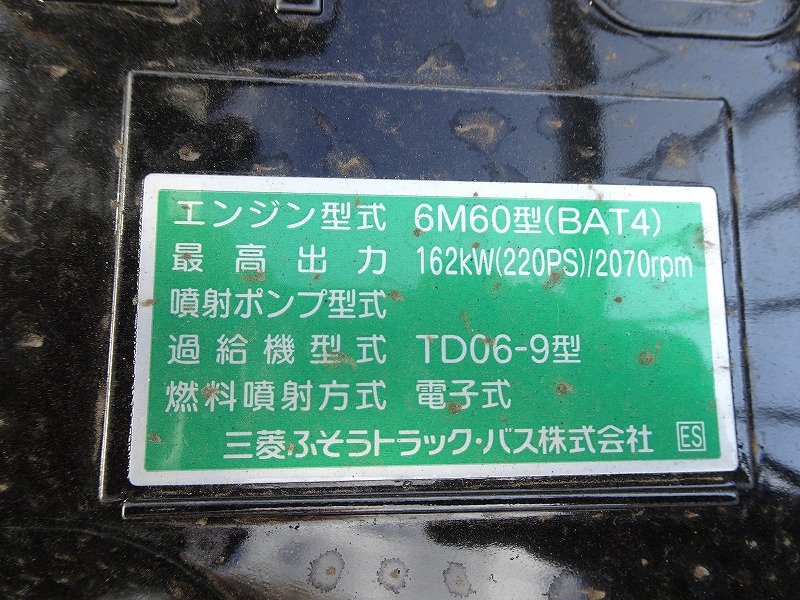 エンジン型式 6M60型(BAT4)
最高出力 162kW(220PS)/2070rpm
噴射ポンプ型式
過給機型式 TD06-9型
燃料噴射方式 電子式
三菱ふそうトラック・バス株式会社 ES